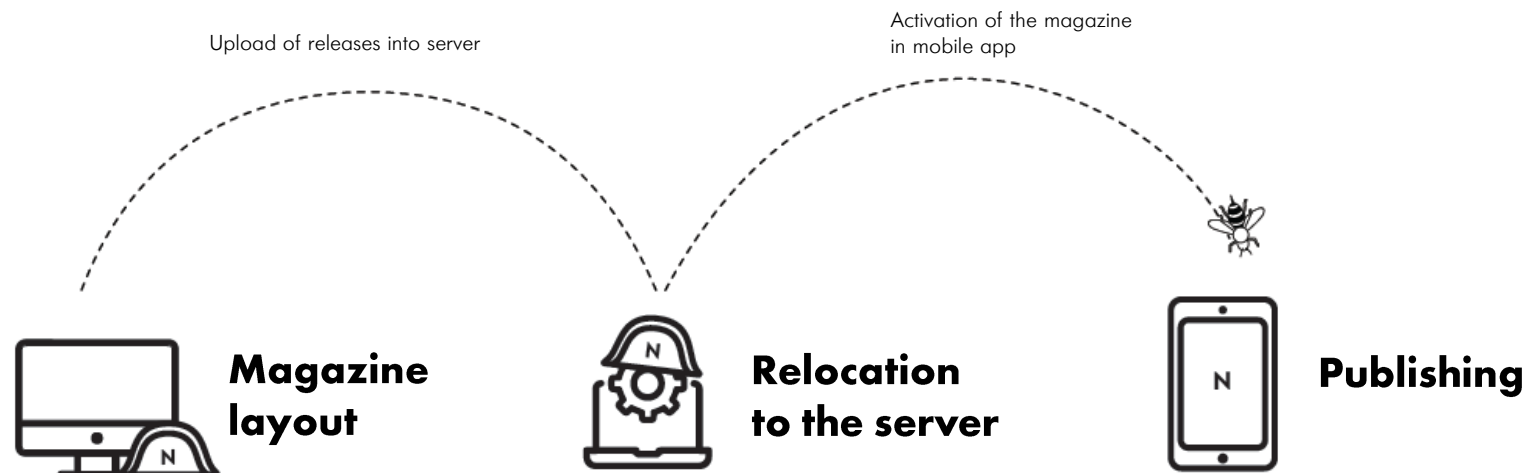 Upload of releases into server
Activation of the magazine
in mobile app
N
Magazine
layout
N
Relocation
to the server
N
Publishing